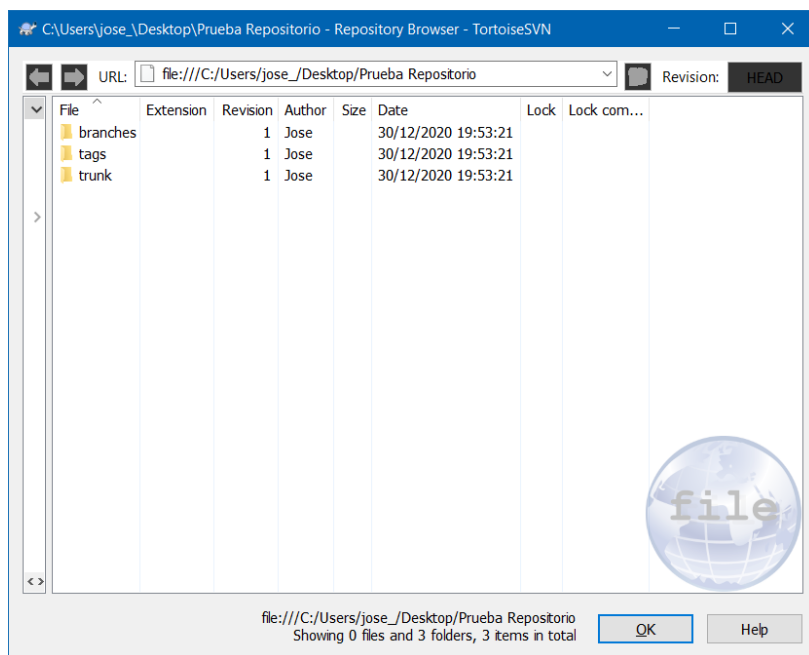 C:\Users\jose_\Desktop\Prueba Repositorio - Repository Browser - TortoiseSVN
URL: file:///C:/Users/jose_/Desktop/Prueba Repositorio Revision: HEAD
File Extension Revision Author Size Date Lock Lock com...
branches 1 Jose 30/12/2020 19:53:21
tags 1 Jose 30/12/2020 19:53:21
trunk 1 Jose 30/12/2020 19:53:21
file
file:///C:/Users/jose_/Desktop/Prueba Repositorio
Showing 0 files and 3 folders, 3 items in total
OK Help